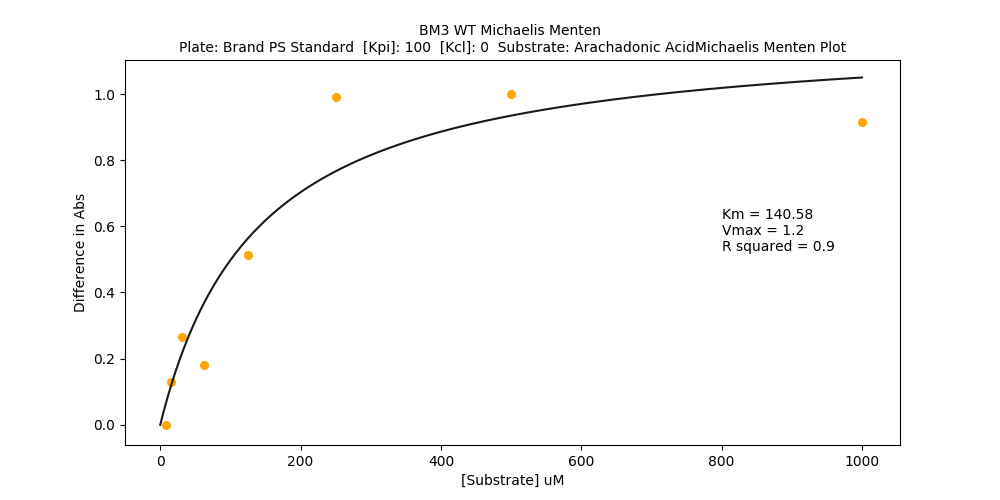 BM3 WT Michaelis Menten
Plate: Brand PS Standard  [Kpi]: 100  [Kcl]: 0  Substrate: Arachadonic AcidMichaelis Menten Plot
1.0
0.8
0.6
0.4
0.2
0.0
Difference in Abs
Km = 140.58
Vmax = 1.2
R squared = 0.9
0 200 400 600 800 1000
[Substrate] uM